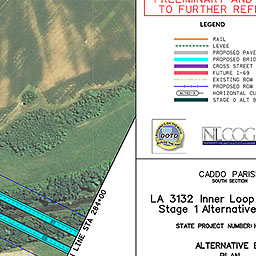 PRELIMINARY AND
TO FURTHER REF
LEGEND
RAIL
LEVEE
PROPOSED PAVE
PROPOSED BRID
CROSS STREET
FUTURE I-69
EXISTING ROW
PROPOSED ROW
HORIZONTAL CU
STAGE 0 ALT B
DOTD
NLCOG
CADDO PARIS
SOUTH SECTION
LA 3132 Inner Loop
Stage 1 Alternative
STATE PROJECT NUMBER: H
ALTERNATIVE B
PLAN
LINE STA 284+00